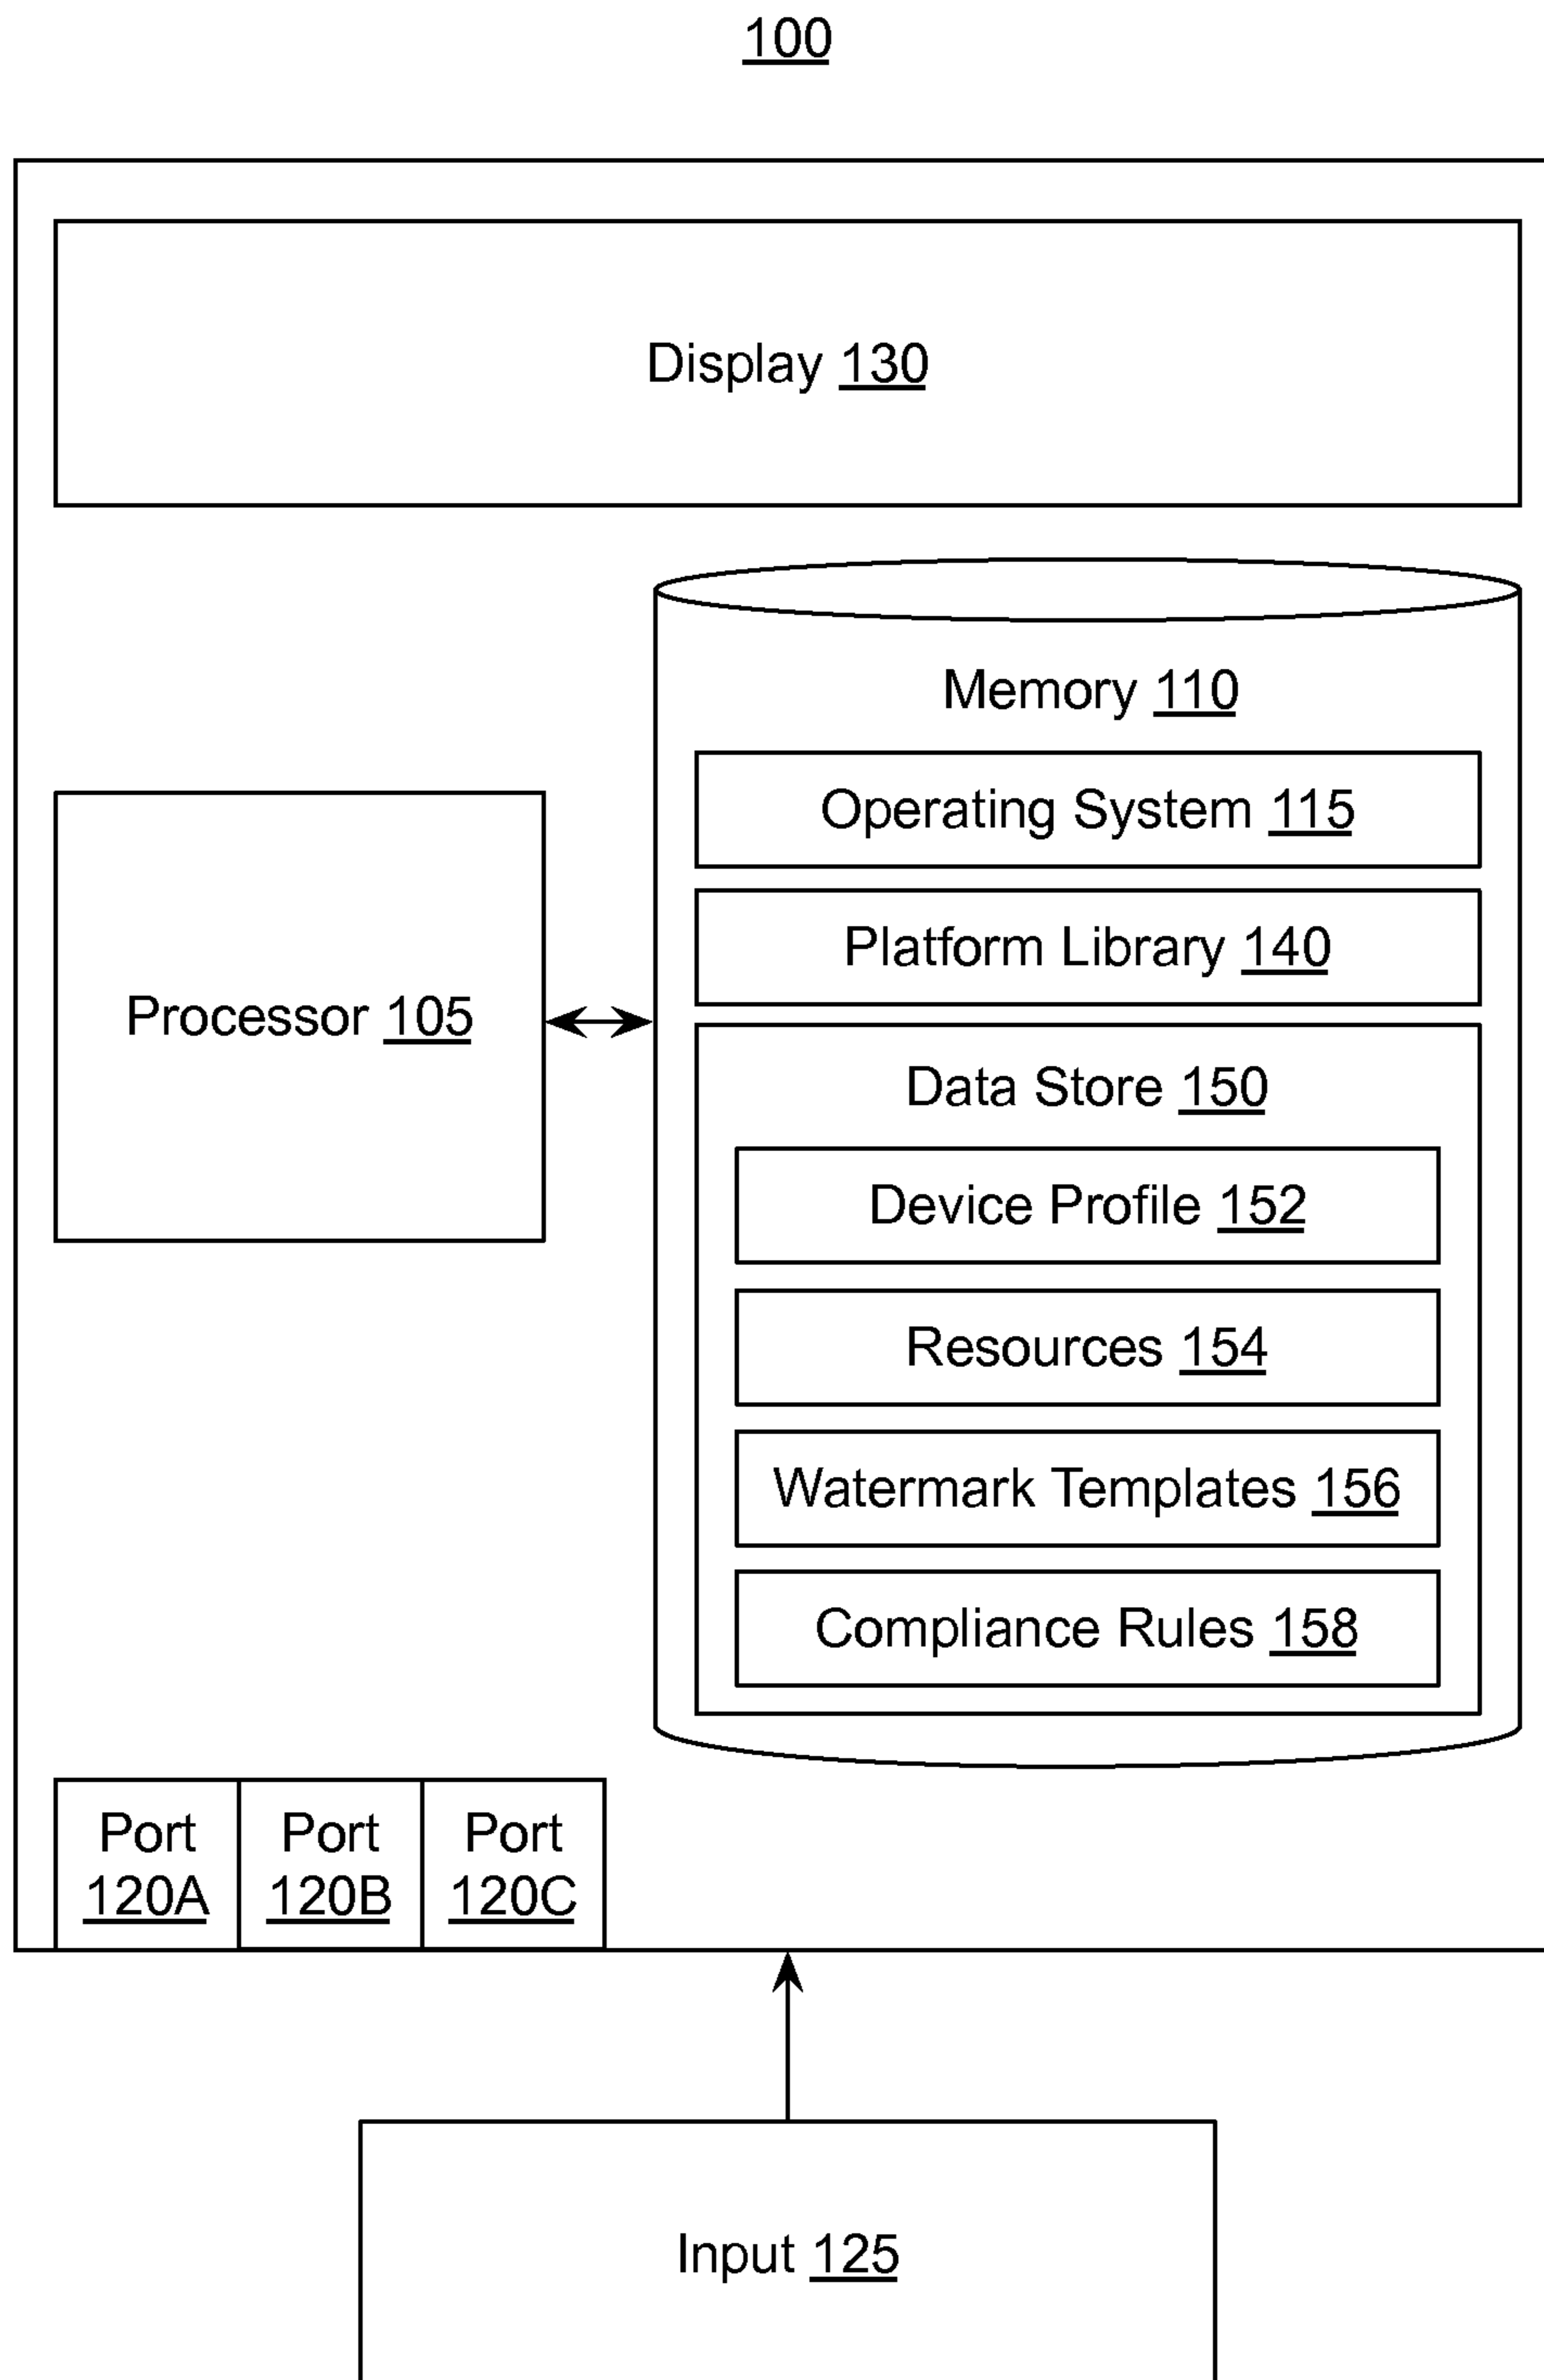 100
Display 130
Memory 110
Operating System 115
Platform Library 140
Processor 105
Data Store 150
Device Profile 152
Resources 154
Watermark Templates 156
Compliance Rules 158
Port
120A
Port
120B
Port
120C
Input 125